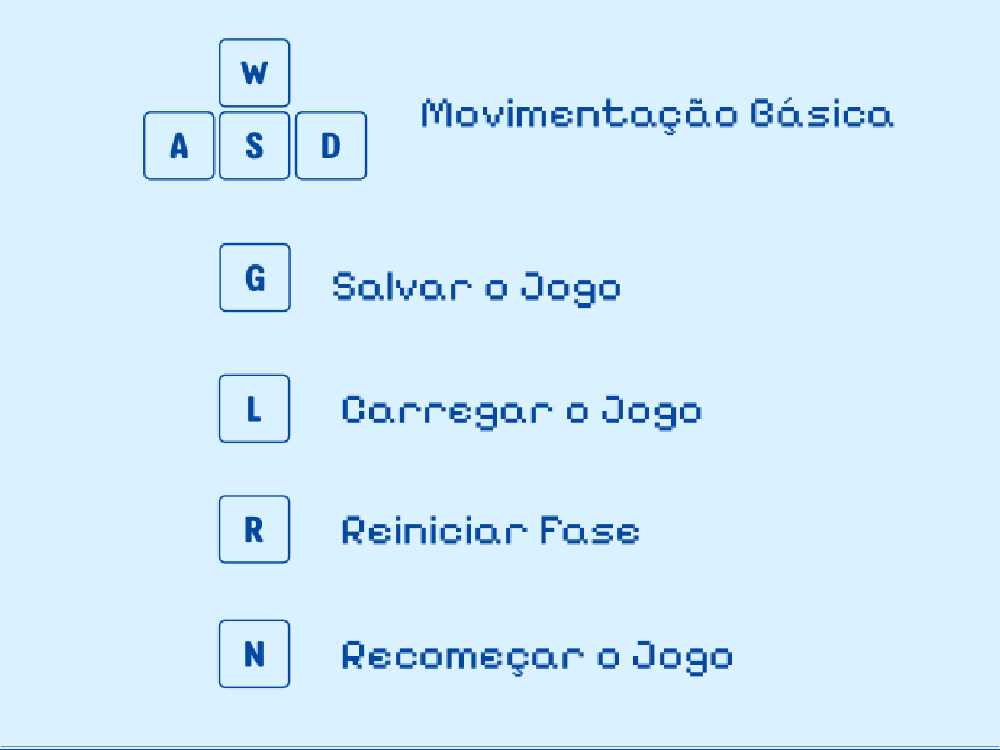 W
A S D
Movimentação Básica
G Salvar o Jogo
L Carregar o Jogo
R Reiniciar Fase
N Recomeçar o Jogo